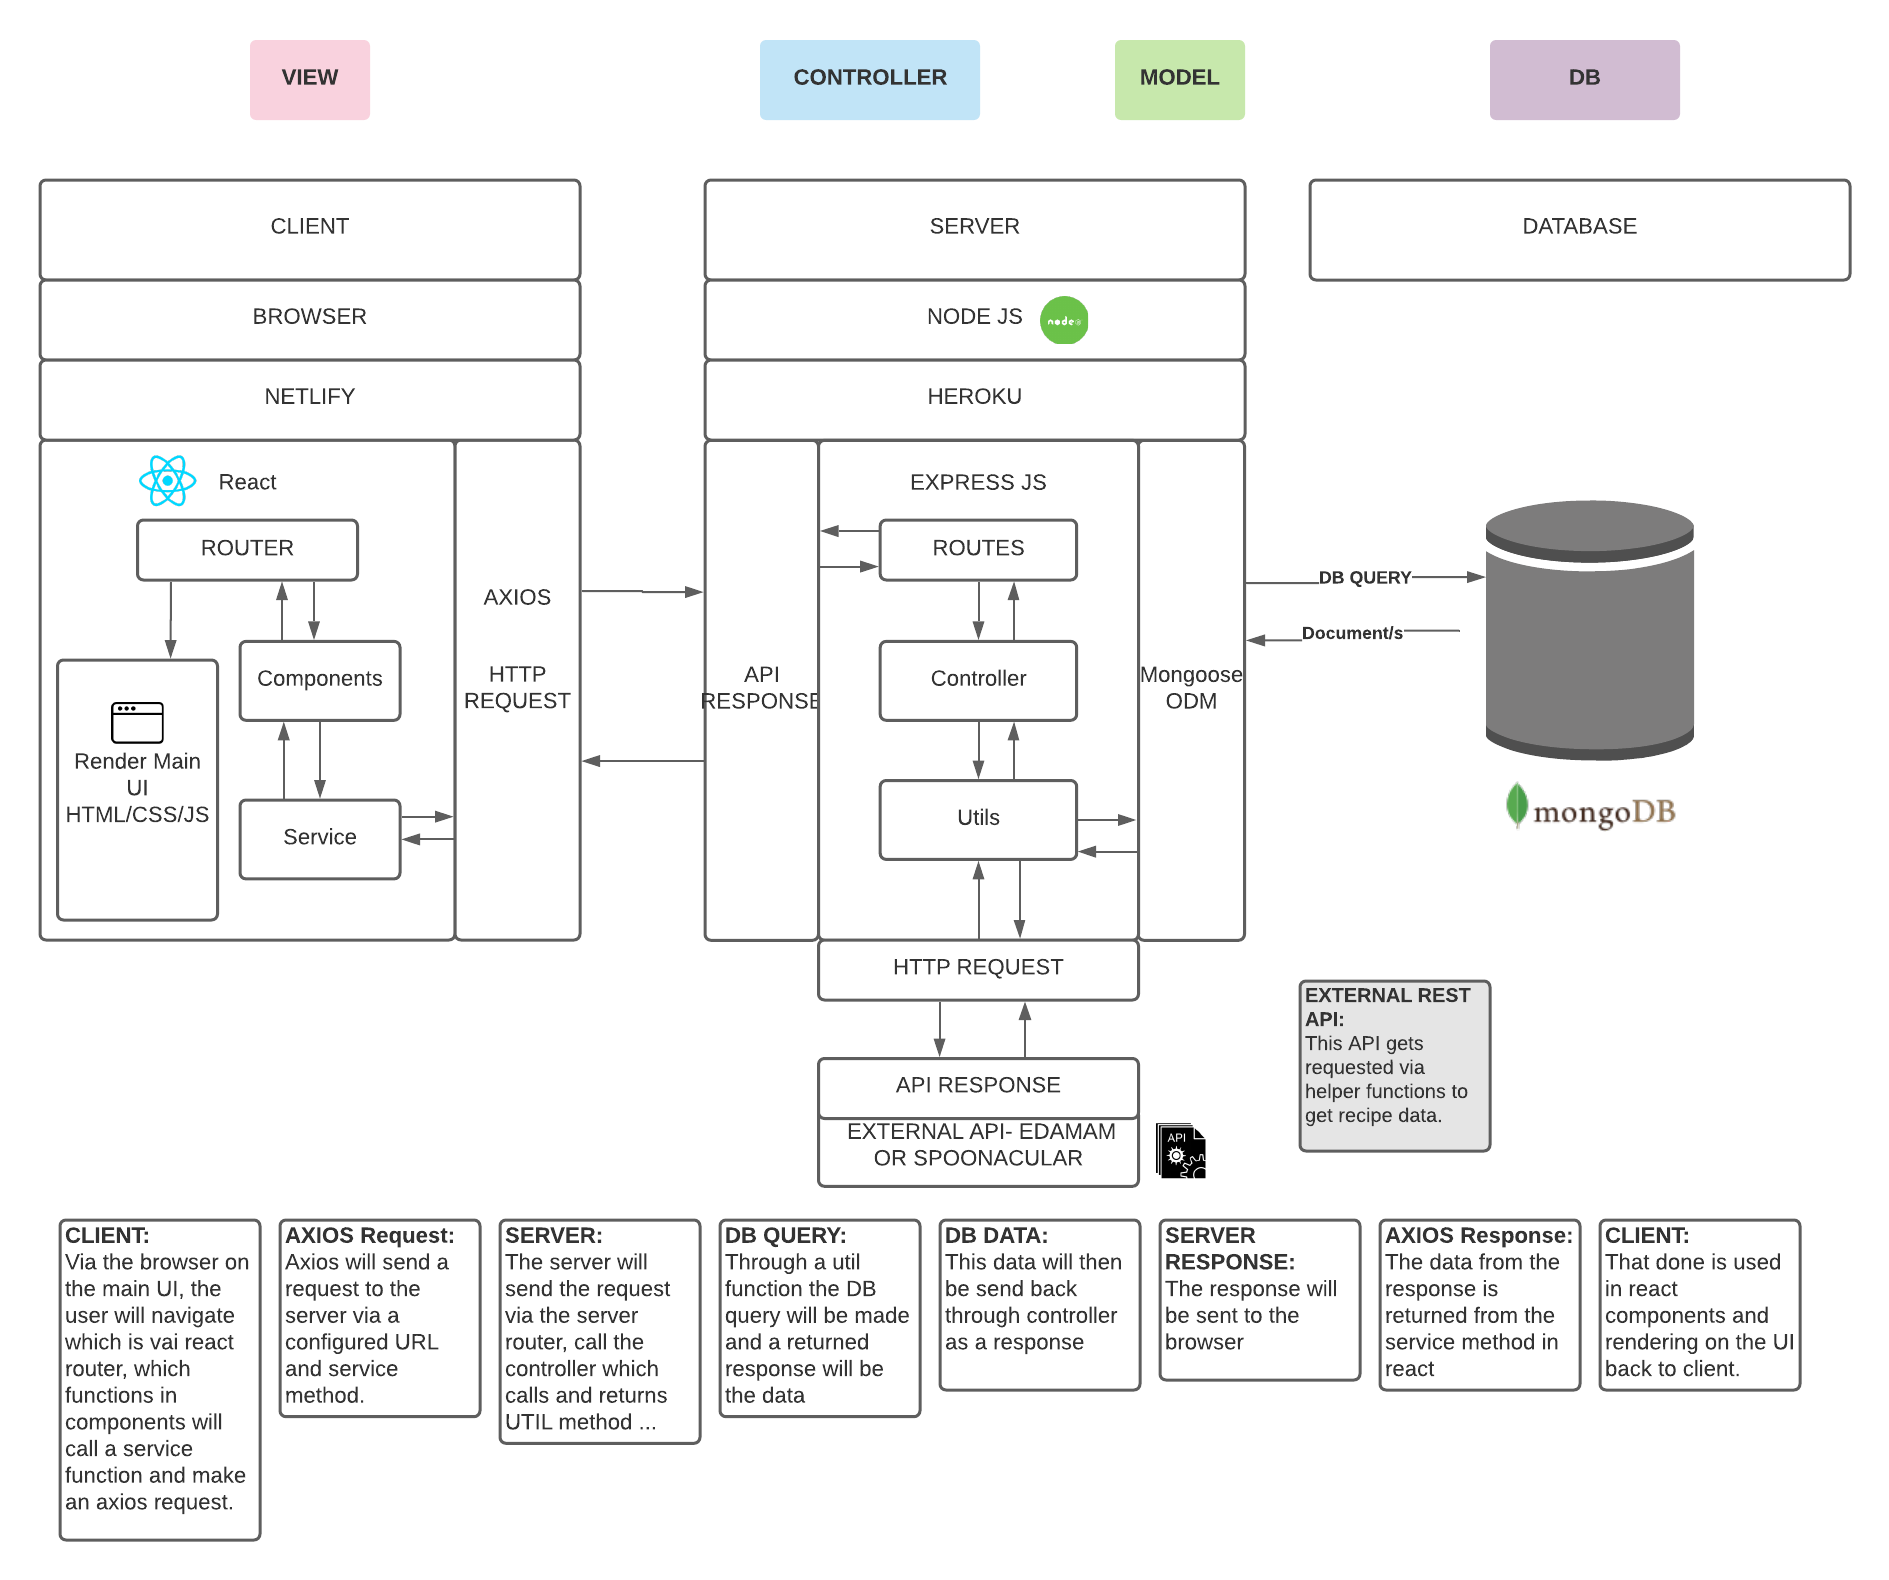 VIEW
CONTROLLER
MODEL
DB
CLIENT
SERVER
DATABASE
BROWSER
NODE JS
node
NETLIFY
HEROKU
React
ROUTER
Components
Service
Render Main
UI
HTML/CSS/JS
AXIOS
HTTP
REQUEST
API
RESPONSE
EXPRESS JS
ROUTES
Controller
Utils
Mongoose
ODM
DB QUERY
Document/s
mongoDB
HTTP REQUEST
API RESPONSE
EXTERNAL API- EDAMAM
OR SPOONACULAR
API
EXTERNAL REST
API:
This API gets
requested via
helper functions to
get recipe data.
CLIENT:
Via the browser on
the main UI, the
user will navigate
which is vai react
router, which
functions in
components will
call a service
function and make
an axios request.
AXIOS Request:
Axios will send a
request to the
server via a
configured URL
and service
method.
SERVER:
The server will
send the request
via the server
router, call the
controller which
calls and returns
UTIL method ...
DB QUERY:
Through a util
function the DB
query will be made
and a returned
response will be
the data
DB DATA:
This data will then
be send back
through controller
as a response
SERVER
RESPONSE:
The response will
be sent to the
browser
AXIOS Response:
The data from the
response is
returned from the
service method in
react
CLIENT:
That done is used
in react
components and
rendering on the UI
back to client.